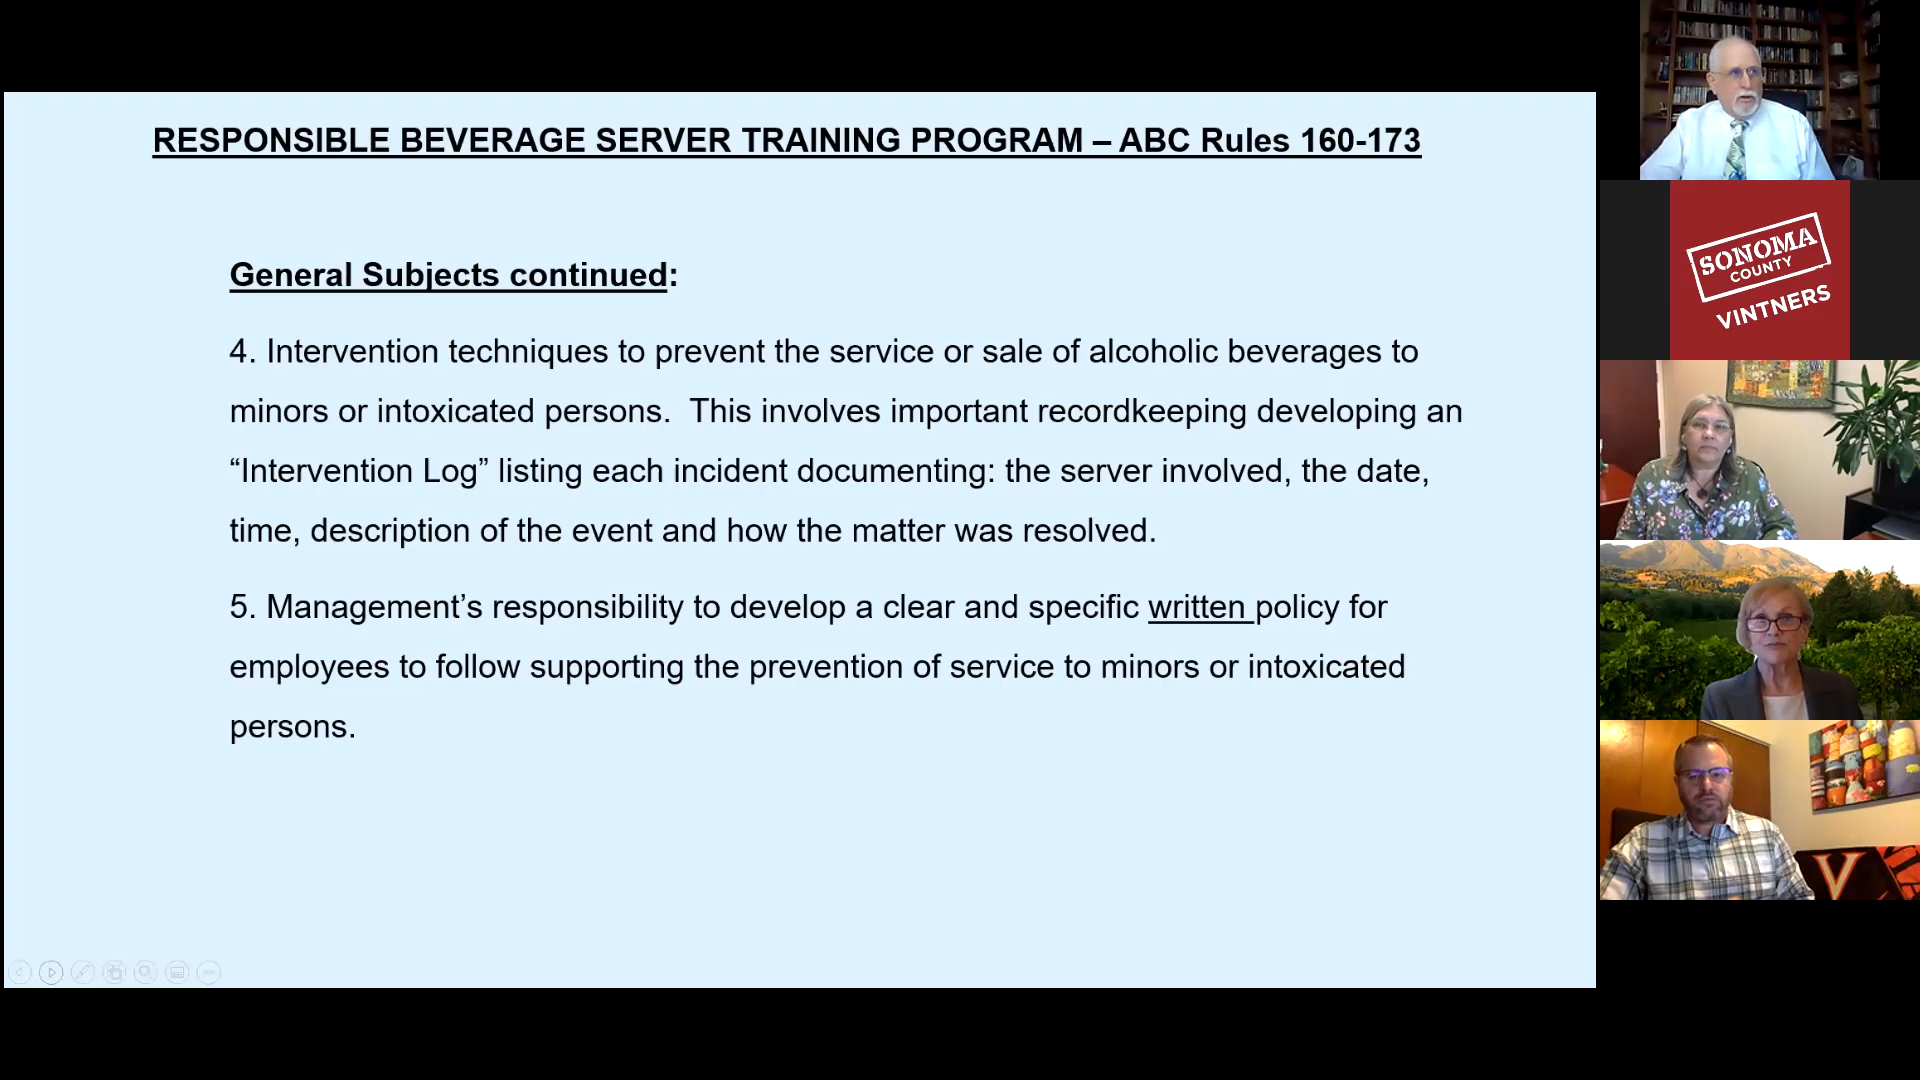 RESPONSIBLE BEVERAGE SERVER TRAINING PROGRAM – ABC Rules 160-173
General Subjects continued:
4. Intervention techniques to prevent the service or sale of alcoholic beverages to
minors or intoxicated persons.  This involves important recordkeeping developing an
“Intervention Log” listing each incident documenting: the server involved, the date,
time, description of the event and how the matter was resolved.
5. Management’s responsibility to develop a clear and specific written policy for
employees to follow supporting the prevention of service to minors or intoxicated
persons.
SONOMA
COUNTY
VINTNERS
V